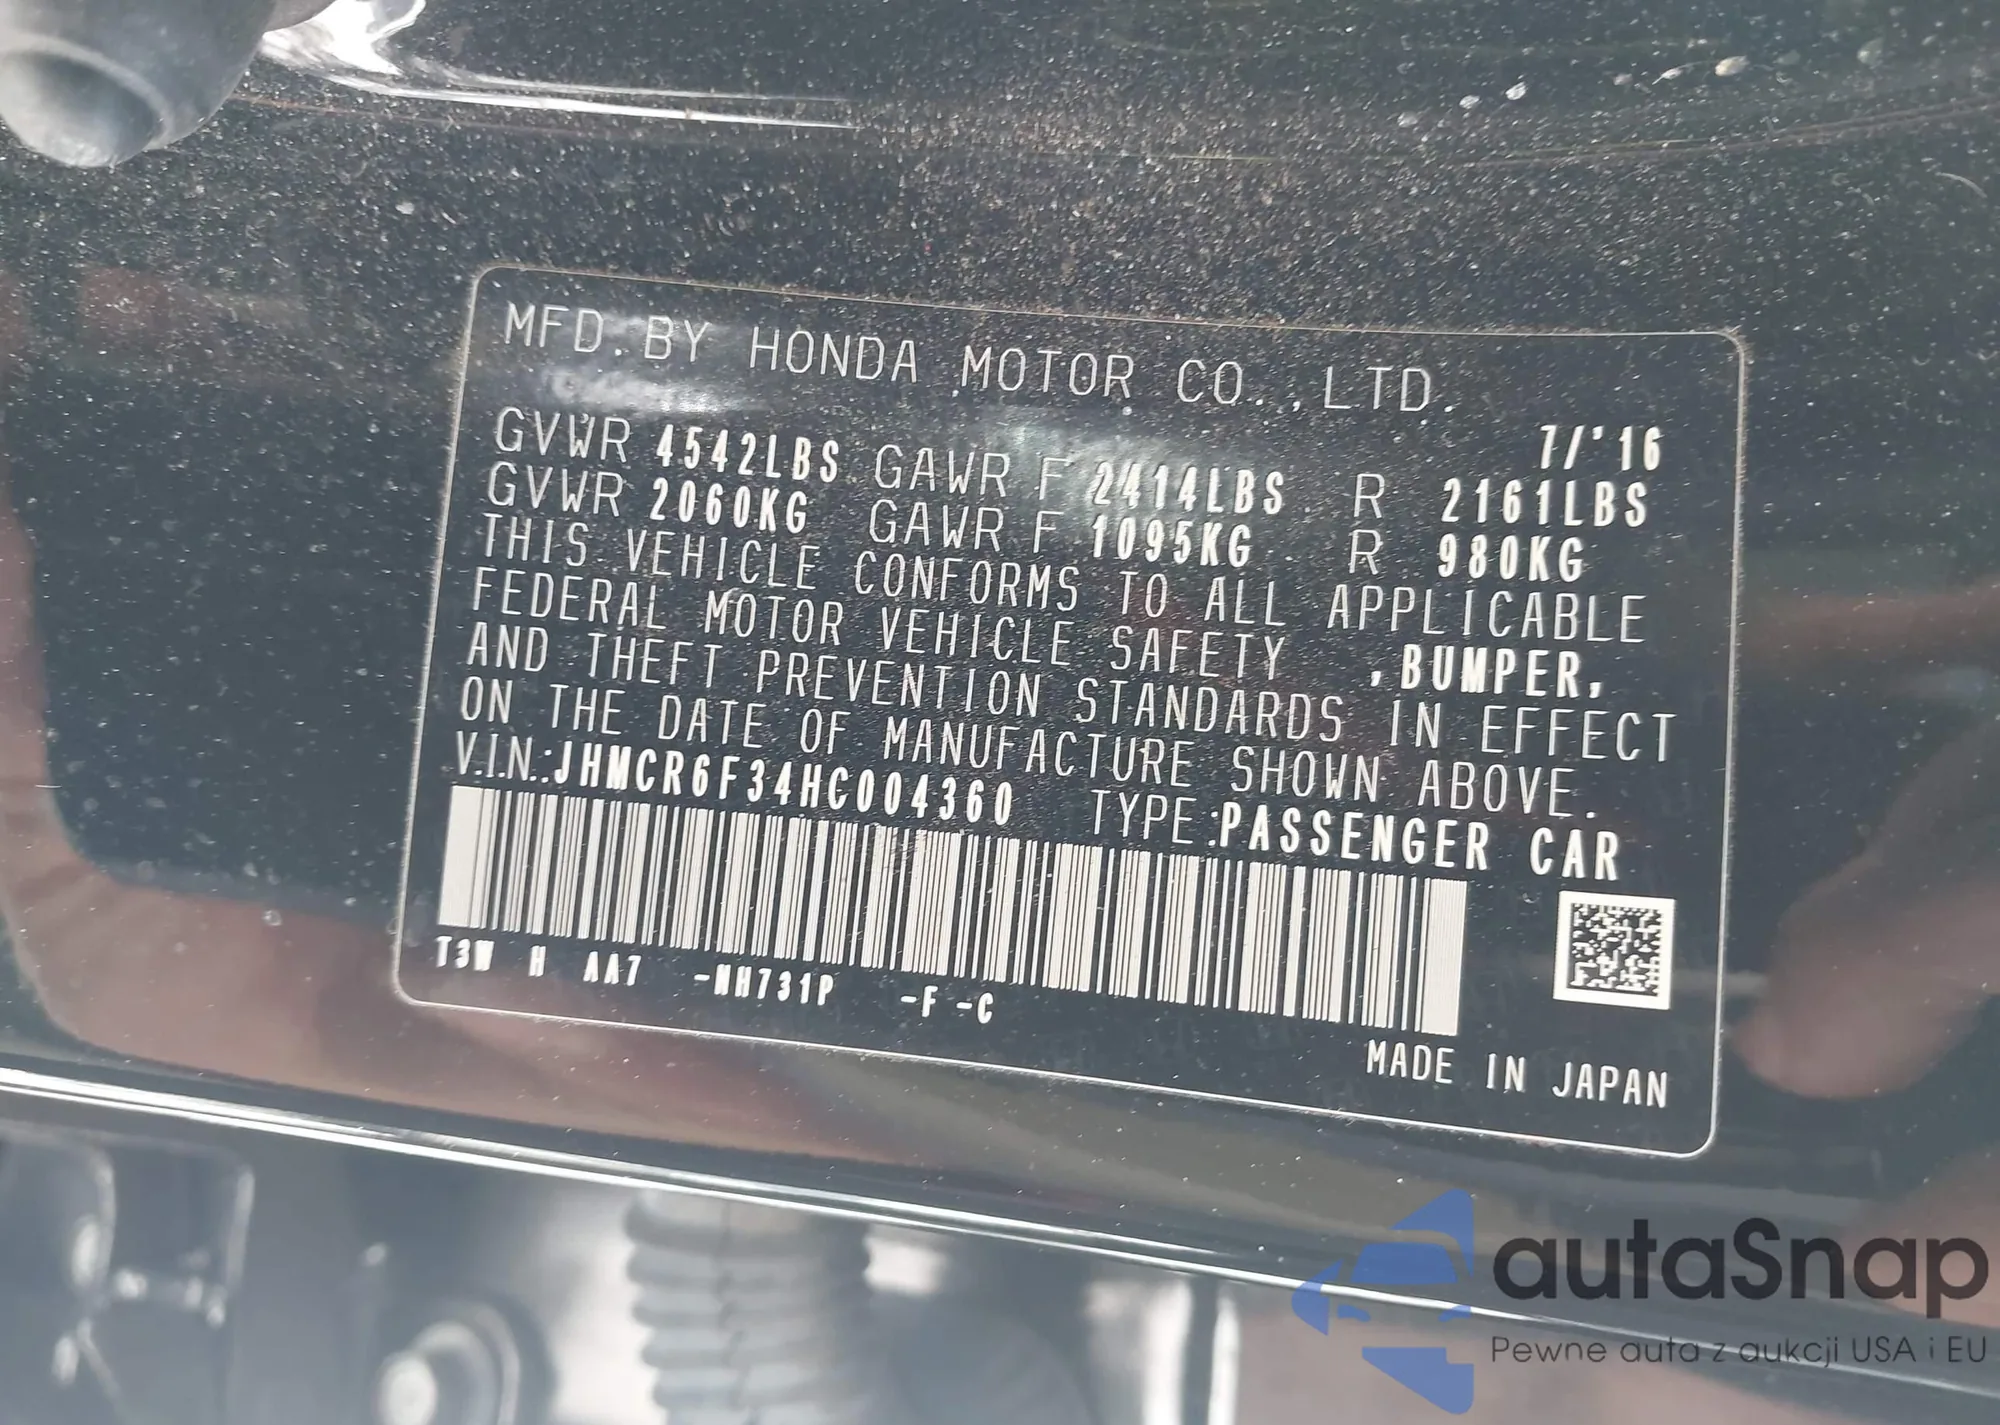 MFD. BY HONDA MOTOR CO., LTD.
7/'16
GVWR 4542LBS GAWR F 2414LBS R 2161LBS
GVWR 2060KG GAWR F 1095KG R 980KG
THIS VEHICLE CONFORMS TO ALL APPLICABLE
FEDERAL MOTOR VEHICLE SAFETY , BUMPER,
AND THEFT PREVENTION STANDARDS IN EFFECT
ON THE DATE OF MANUFACTURE SHOWN ABOVE.
V.I.N.:JHMCR6F34HC004360 TYPE:PASSENGER CAR
T3W H AA7 -NH731P -F -C
MADE IN JAPAN
autaSnap
Pewne auta z aukcji USA i EU